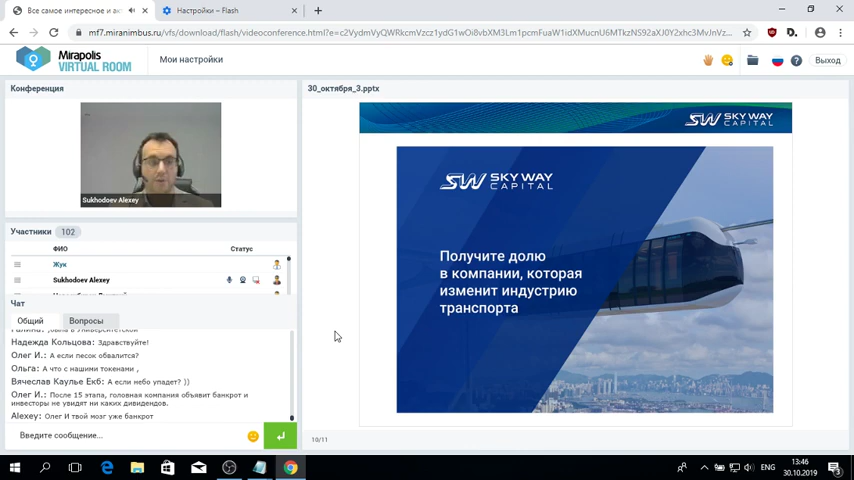 Все самое интересное и ак
Настройки – Flash
mf7.miranimbus.ru/vfs/download/flash/videoconference.html?
Mirapolis
VIRTUAL ROOM
Мои настройки
Выход
Конференция
30_октября_3.pptx
Sukhodoev Alexey
SKY WAY
CAPITAL
SKY WAY
CAPITAL
Получите долю
в компании, которая
изменит индустрию
транспорта
Участники 102
ФИО Статус
Жук
Sukhodoev Alexey
Чат
Общий Вопросы
Надежда Кольцова: Здравствуйте!
Олег И.: А если песок обвалится?
Ольга: А что с нашими токенами ,
Вячеслав Каулье Екб: А если небо упадет? ))
Олег И.: После 15 этапа, головная компания объявит банкрот и
инвесторы не увидят ни каких дивидендов.
Alexey: Олег И твой мозг уже банкрот
Введите сообщение...
10/11
ENG
13:46
30.10.2019